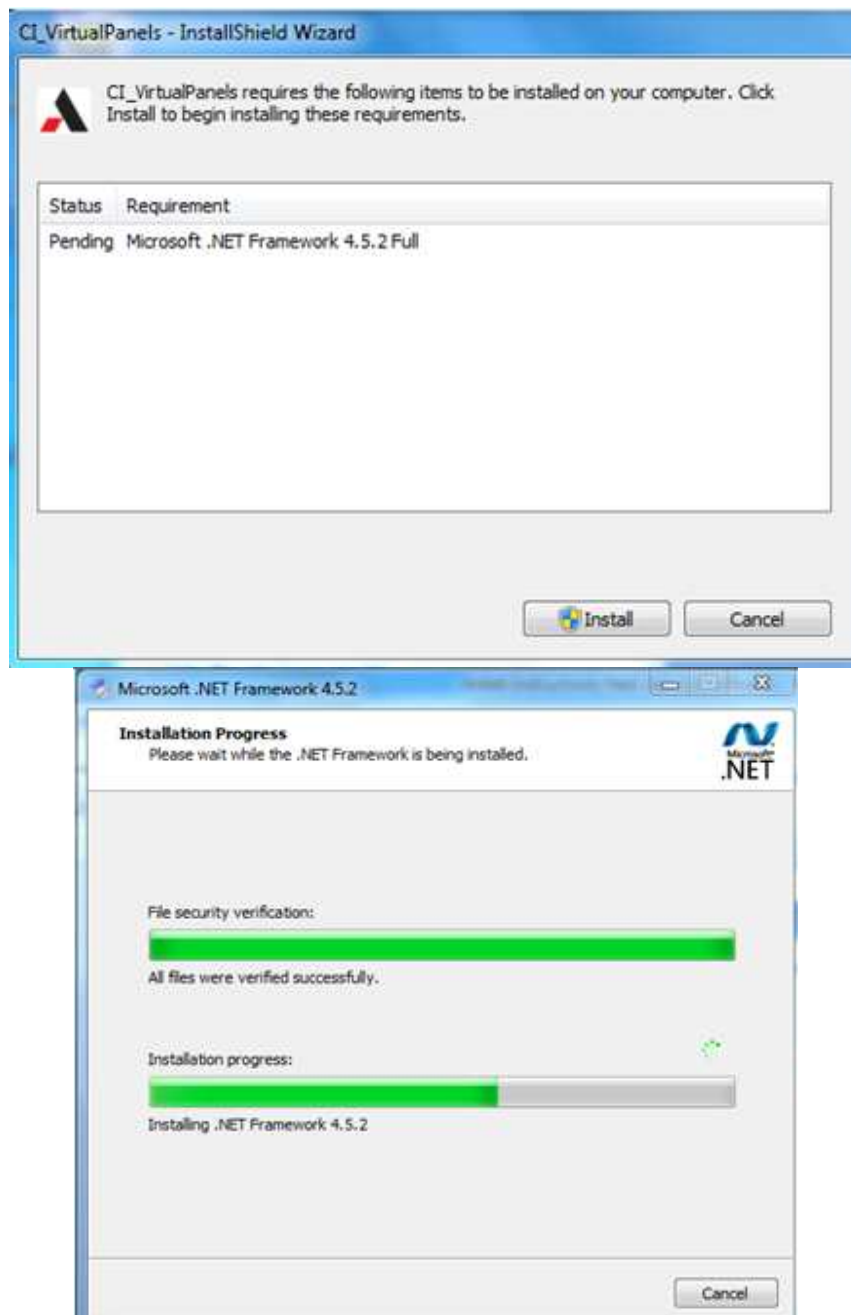 CI_VirtualPanels - InstallShield Wizard
CI_VirtualPanels requires the following items to be installed on your computer. Click
Install to begin installing these requirements.
Status Requirement
Pending Microsoft .NET Framework 4.5.2 Full
Install Cancel
Microsoft .NET Framework 4.5.2
Installation Progress
Please wait while the .NET Framework is being installed.
Microsoft
.NET
File security verification:
All files were verified successfully.
Installation progress:
Installing .NET Framework 4.5.2
Cancel